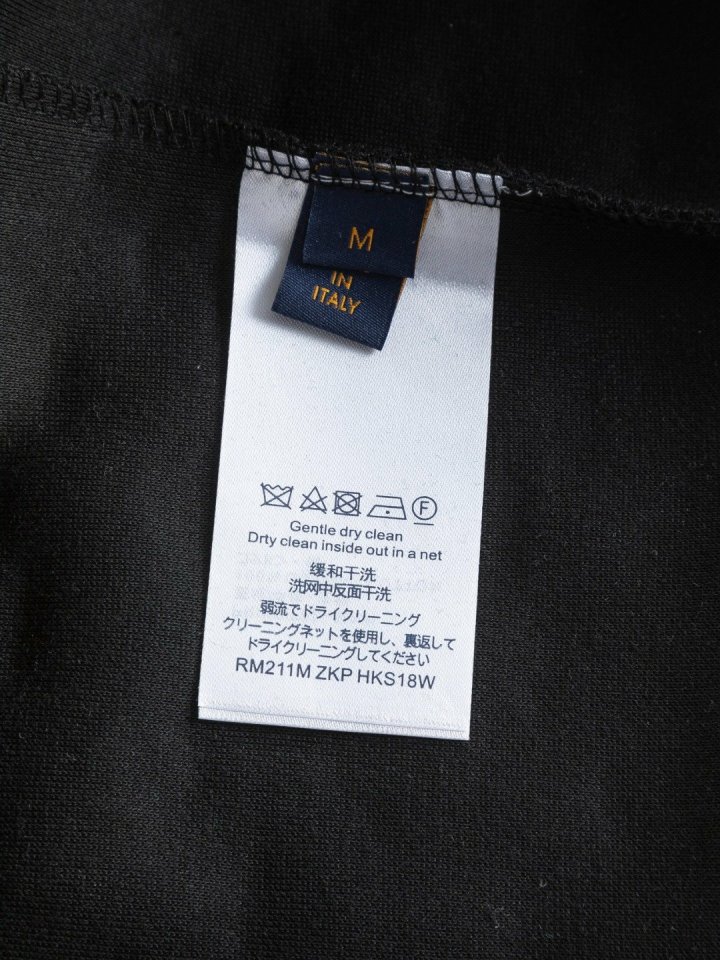 M
IN
ITALY
F
Gentle dry clean
Drty clean inside out in a net
缓和干洗
洗网中反面干洗
弱流でドライクリーニング
クリーニングネットを使用し、裏返して
ドライクリーニングしてください
RM211M ZKP HKS18W